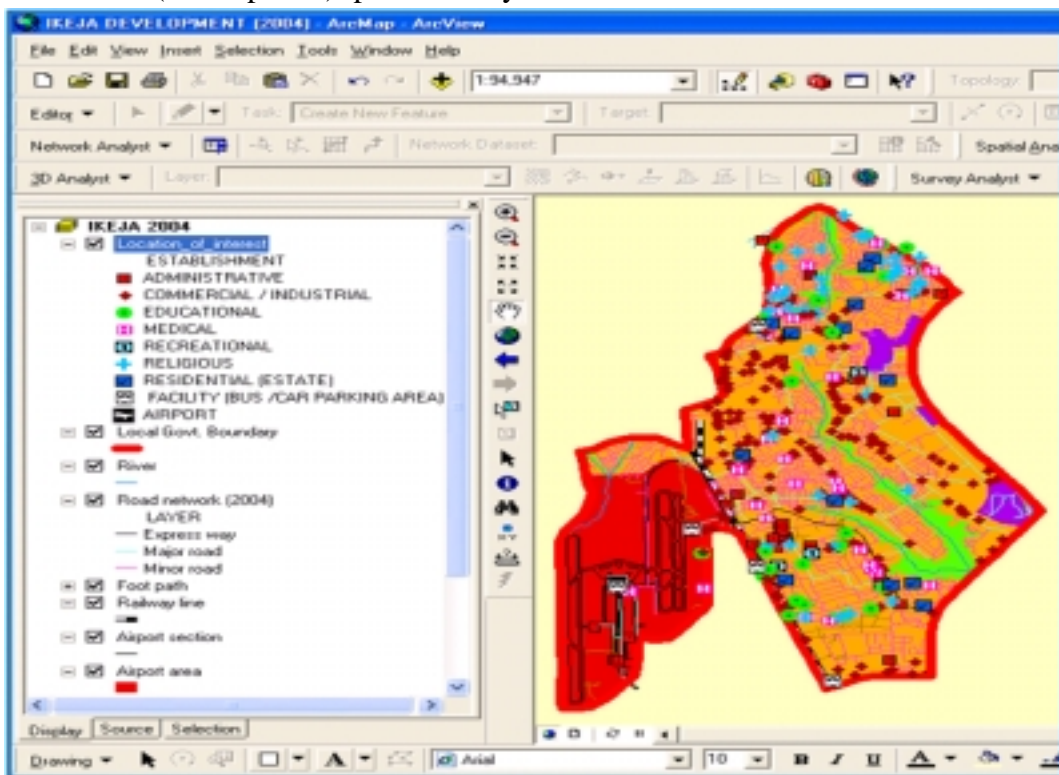 IKEJA DEVELOPMENT (2004) - ArcMap - ArcView
File Edit View Insert Selection Tools Window Help
1:94,947 Topology:
Editor Task: Create New Feature Target:
Network Analyst Network Dataset: Spatial Ana
3D Analyst Layer: Survey Analyst
IKEJA 2004
Location_of_interest
ESTABLISHMENT
ADMINISTRATIVE
COMMERCIAL / INDUSTRIAL
EDUCATIONAL
MEDICAL
RECREATIONAL
RELIGIOUS
RESIDENTIAL (ESTATE)
FACILITY (BUS /CAR PARKING AREA)
AIRPORT
Local Govt. Boundary
River
Road network (2004)
LAYER
Express way
Major road
Minor road
Foot path
Railway line
Airport section
Airport area
Display Source Selection
Drawing A Arial 10 B I U A